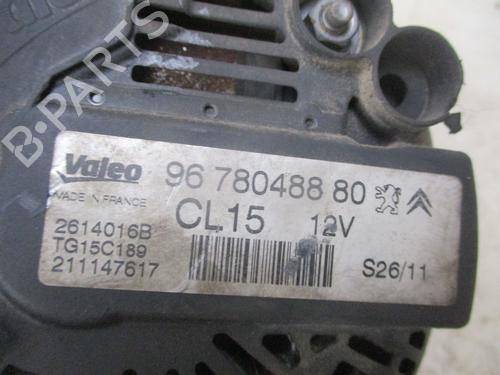 B-PARTS
Valeo 96 780488 80
MADE IN FRANCE CL15 12V
2614016B
TG15C189
211147617 S26/11